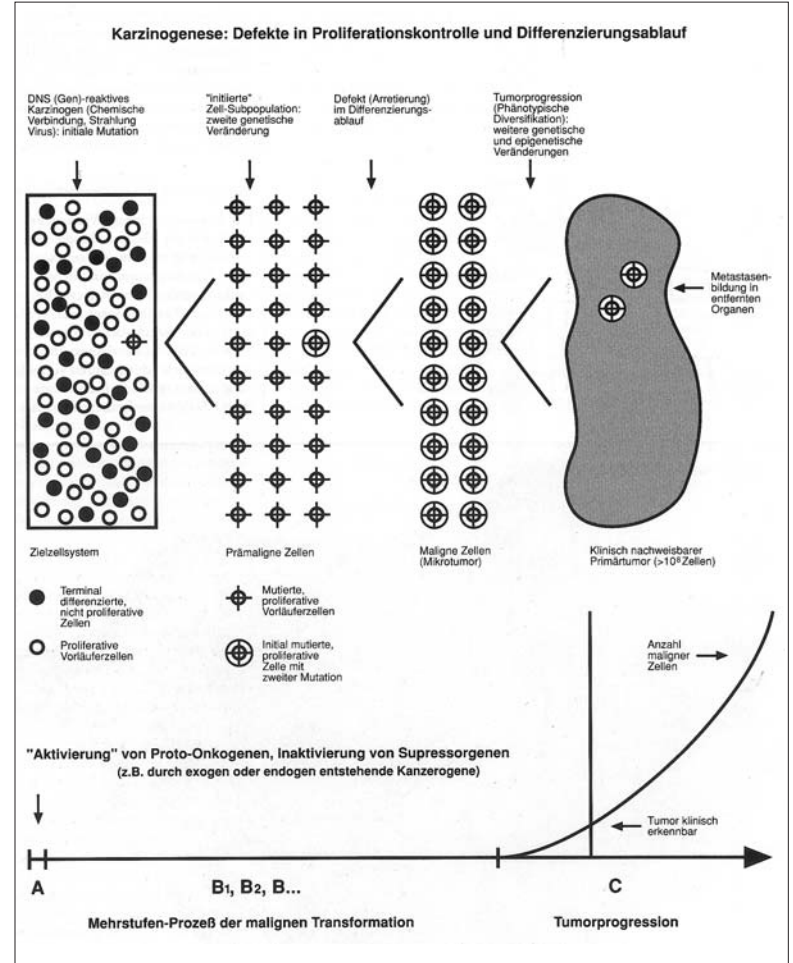 Karzinogenese: Defekte in Proliferationskontrolle und Differenzierungsablauf
DNS (Gen)-reaktives
Karzinogen (Chemische
Verbindung, Strahlung
Virus): initiale Mutation
"initiierte"
Zell-Subpopulation:
zweite genetische
Veränderung
Defekt (Arretierung)
im Differenzierungs-
ablauf
Tumorprogression
(Phänotypische
Diversifikation):
weitere genetische
und epigenetische
Veränderungen
Metastasen-
bildung in
entfernten
Organen
Zielzellsystem
Prämaligne Zellen
Maligne Zellen
(Mikrotumor)
Klinisch nachweisbarer
Primärtumor (>10⁸Zellen)
Terminal
differenzierte,
nicht proliferative
Zellen
Proliferative
Vorläuferzellen
Mutierte,
proliferative
Vorläuferzellen
Initial mutierte,
proliferative
Zelle mit
zweiter Mutation
Anzahl
maligner
Zellen
"Aktivierung" von Proto-Onkogenen, Inaktivierung von Supressorgenen
(z.B. durch exogen oder endogen entstehende Kanzerogene)
Tumor klinisch
erkennbar
A
B₁, B₂, B...
C
Mehrstufen-Prozeß der malignen Transformation
Tumorprogression